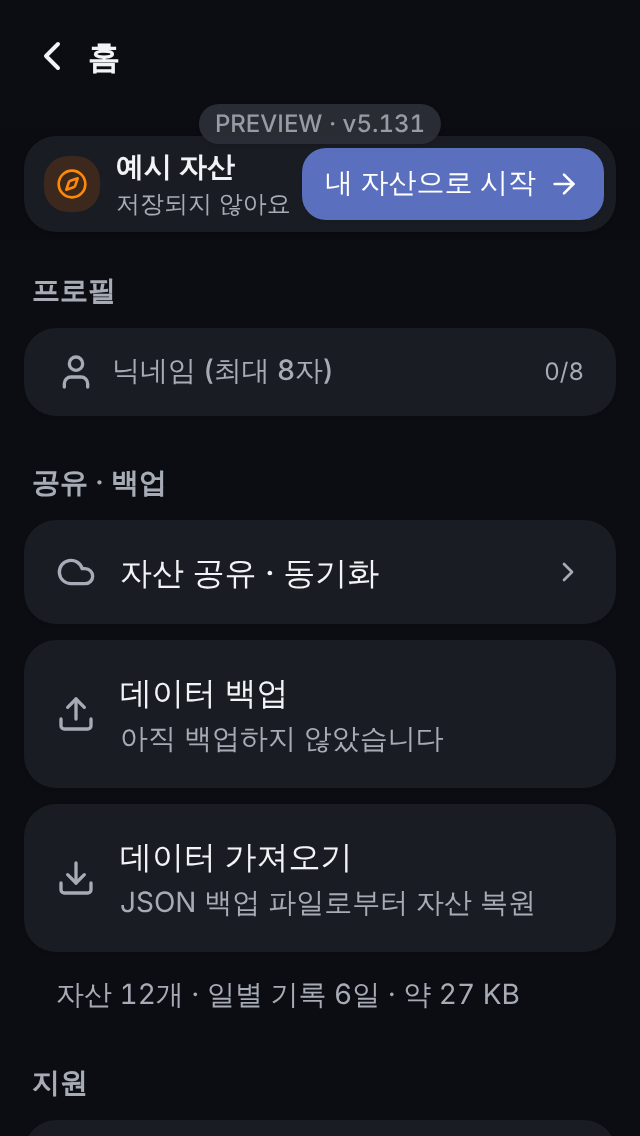 홈
PREVIEW · v5.131
예시 자산
저장되지 않아요
내 자산으로 시작
프로필
닉네임 (최대 8자)
0/8
공유 · 백업
자산 공유 · 동기화
데이터 백업
아직 백업하지 않았습니다
데이터 가져오기
JSON 백업 파일로부터 자산 복원
자산 12개 · 일별 기록 6일 · 약 27 KB
지원